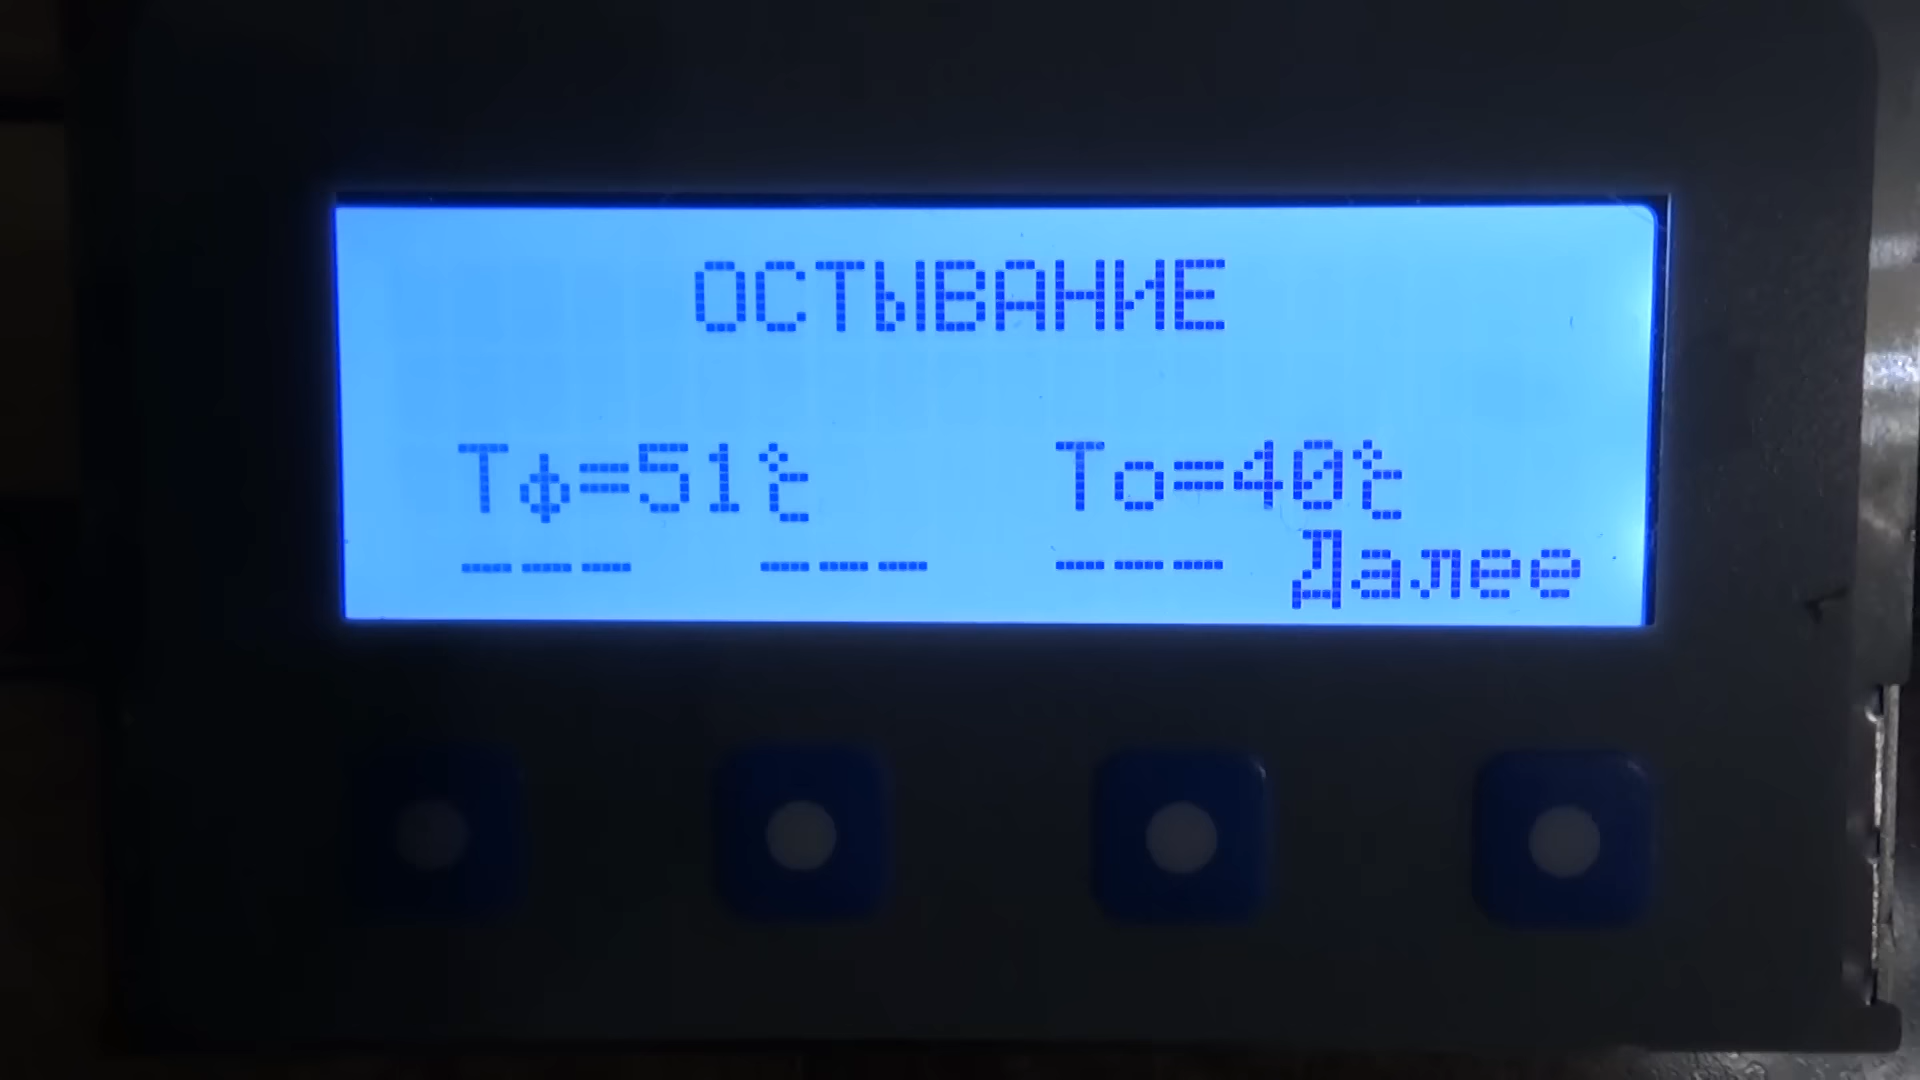 ОСТЫВАНИЕ
Тф=51℃ То=40℃
--- --- --- Далее